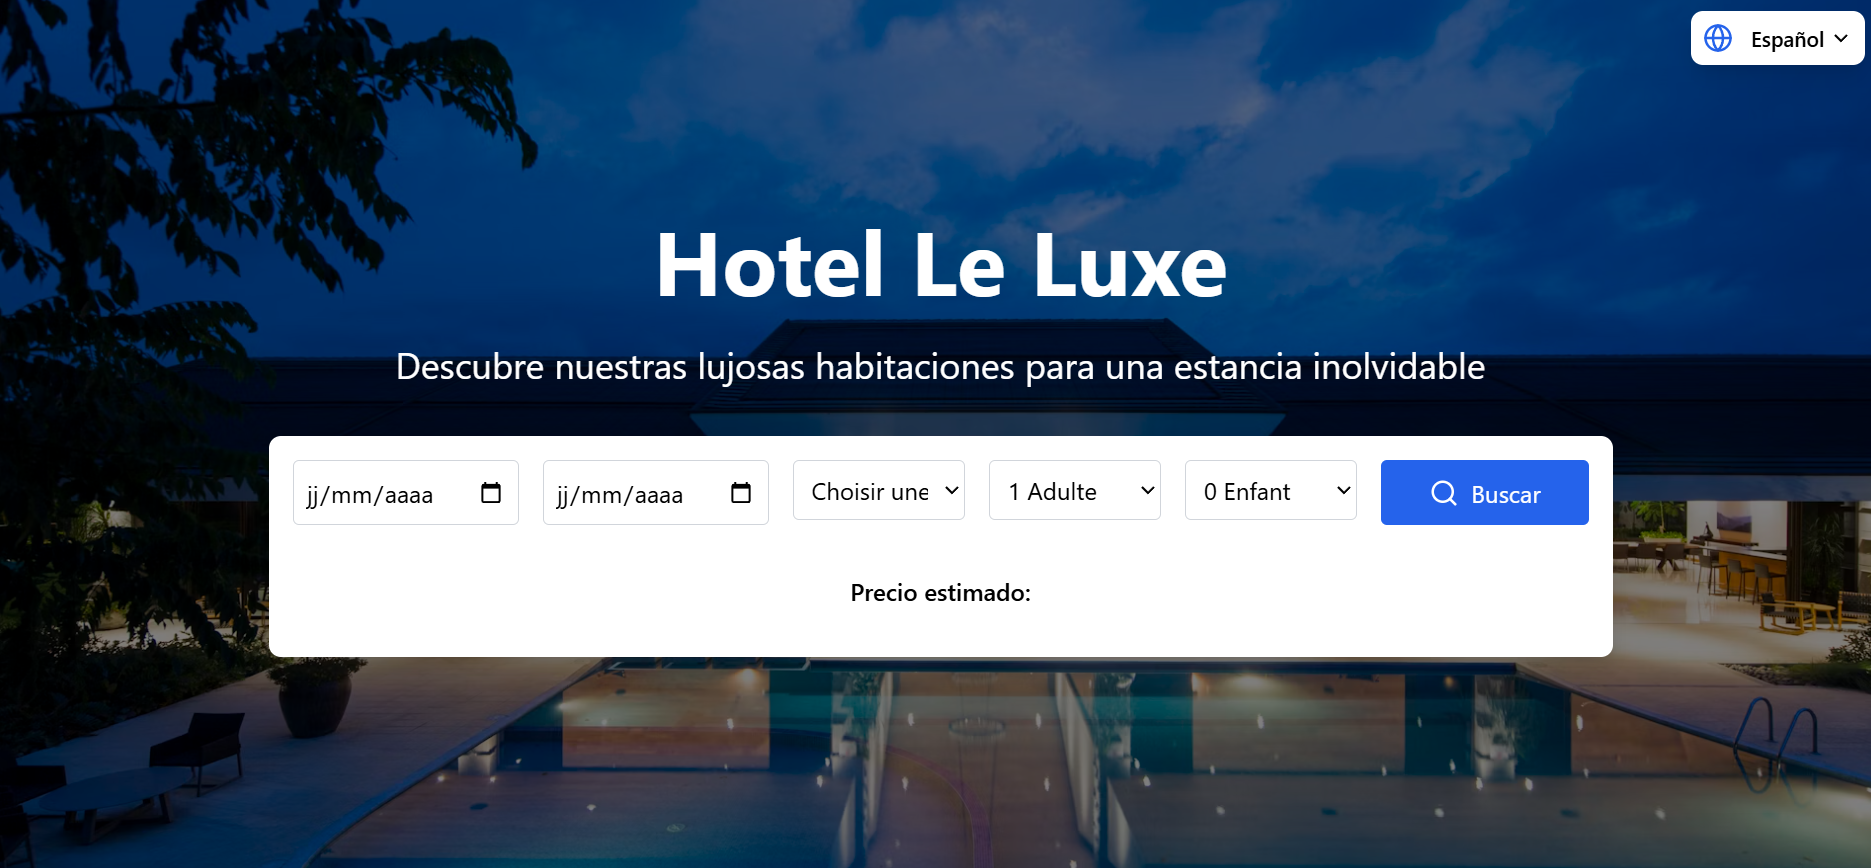 Español
Hotel Le Luxe
Descubre nuestras lujosas habitaciones para una estancia inolvidable
jj/mm/aaaa jj/mm/aaaa Choisir une 1 Adulte 0 Enfant Buscar
Precio estimado: